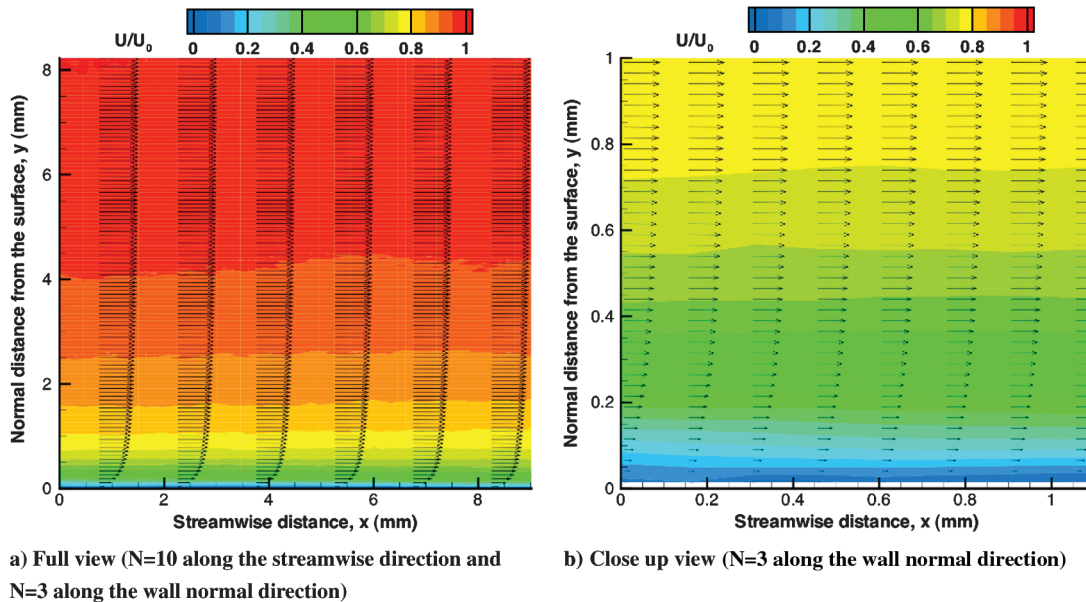 U/U0 0 0.2 0.4 0.6 0.8 1
Normal distance from the surface, y (mm)
8
6
4
2
0
0 2 4 6 8
Streamwise distance, x (mm)
a) Full view (N=10 along the streamwise direction and
N=3 along the wall normal direction)
U/U0 0 0.2 0.4 0.6 0.8 1
Normal distance from the surface, y (mm)
1
0.8
0.6
0.4
0.2
0
0 0.2 0.4 0.6 0.8 1
Streamwise distance, x (mm)
b) Close up view (N=3 along the wall normal direction)